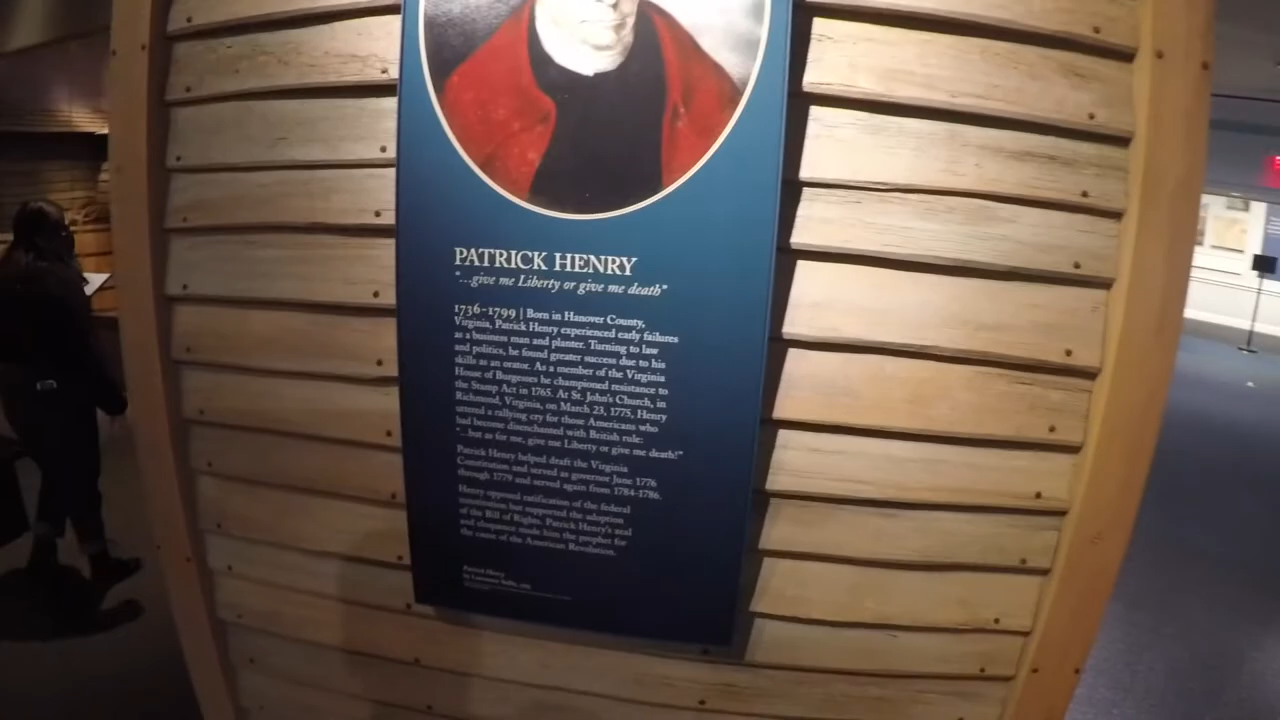 PATRICK HENRY
"...give me Liberty or give me death"
1736-1799 | Born in Hanover County,
Virginia, Patrick Henry experienced early failures
as a business man and planter. Turning to law
and politics, he found greater success due to his
skills as an orator. As a member of the Virginia
House of Burgesses he championed resistance to
the Stamp Act in 1765. At St. John's Church, in
Richmond, Virginia, on March 23, 1775, Henry
uttered a rallying cry for those Americans who
had become disenchanted with British rule:
"...but as for me, give me Liberty or give me death!"
Patrick Henry helped draft the Virginia
Constitution and served as governor June 1776
through 1779 and served again from 1784-1786.
Henry opposed ratification of the federal
constitution but supported the adoption
of the Bill of Rights. Patrick Henry's zeal
and eloquence made him the prophet for
the cause of the American Revolution.
Patrick Henry